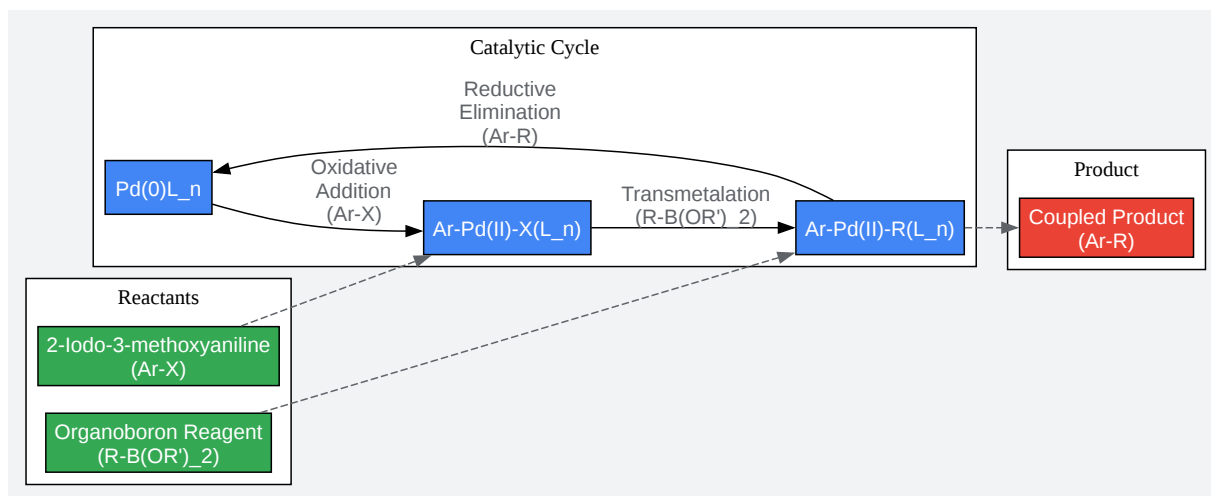 Catalytic Cycle
Reductive
Elimination
(Ar-R)
Pd(0)L_n
Oxidative
Addition
(Ar-X)
Ar-Pd(II)-X(L_n)
Transmetalation
(R-B(OR')_2)
Ar-Pd(II)-R(L_n)
Product
Coupled Product
(Ar-R)
Reactants
2-Iodo-3-methoxyaniline
(Ar-X)
Organoboron Reagent
(R-B(OR')_2)